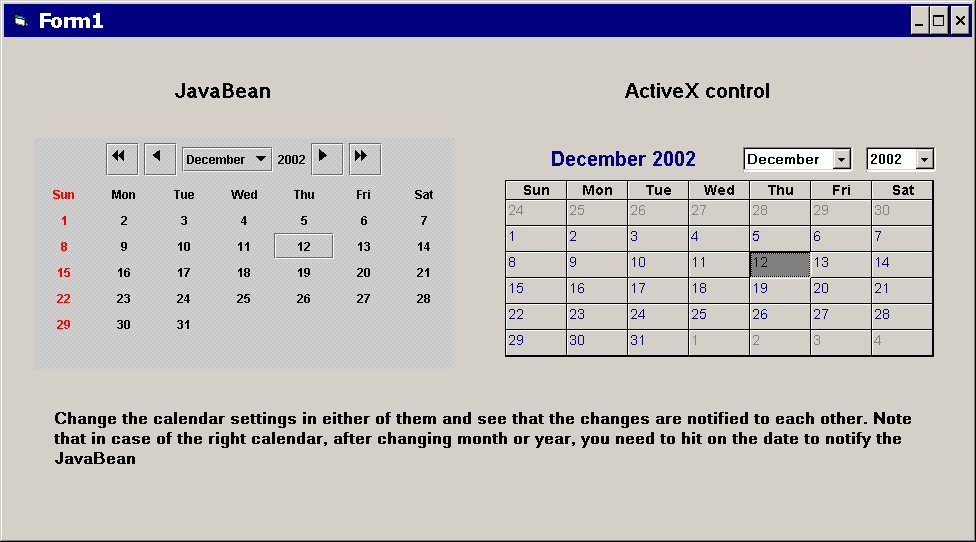 Form1
JavaBean
ActiveX control
December 2002
Sun Mon Tue Wed Thu Fri Sat
1 2 3 4 5 6 7
8 9 10 11 12 13 14
15 16 17 18 19 20 21
22 23 24 25 26 27 28
29 30 31
December 2002 December 2002
Sun Mon Tue Wed Thu Fri Sat
24 25 26 27 28 29 30
1 2 3 4 5 6 7
8 9 10 11 12 13 14
15 16 17 18 19 20 21
22 23 24 25 26 27 28
29 30 31 1 2 3 4
Change the calendar settings in either of them and see that the changes are notified to each other. Note
that in case of the right calendar, after changing month or year, you need to hit on the date to notify the
JavaBean